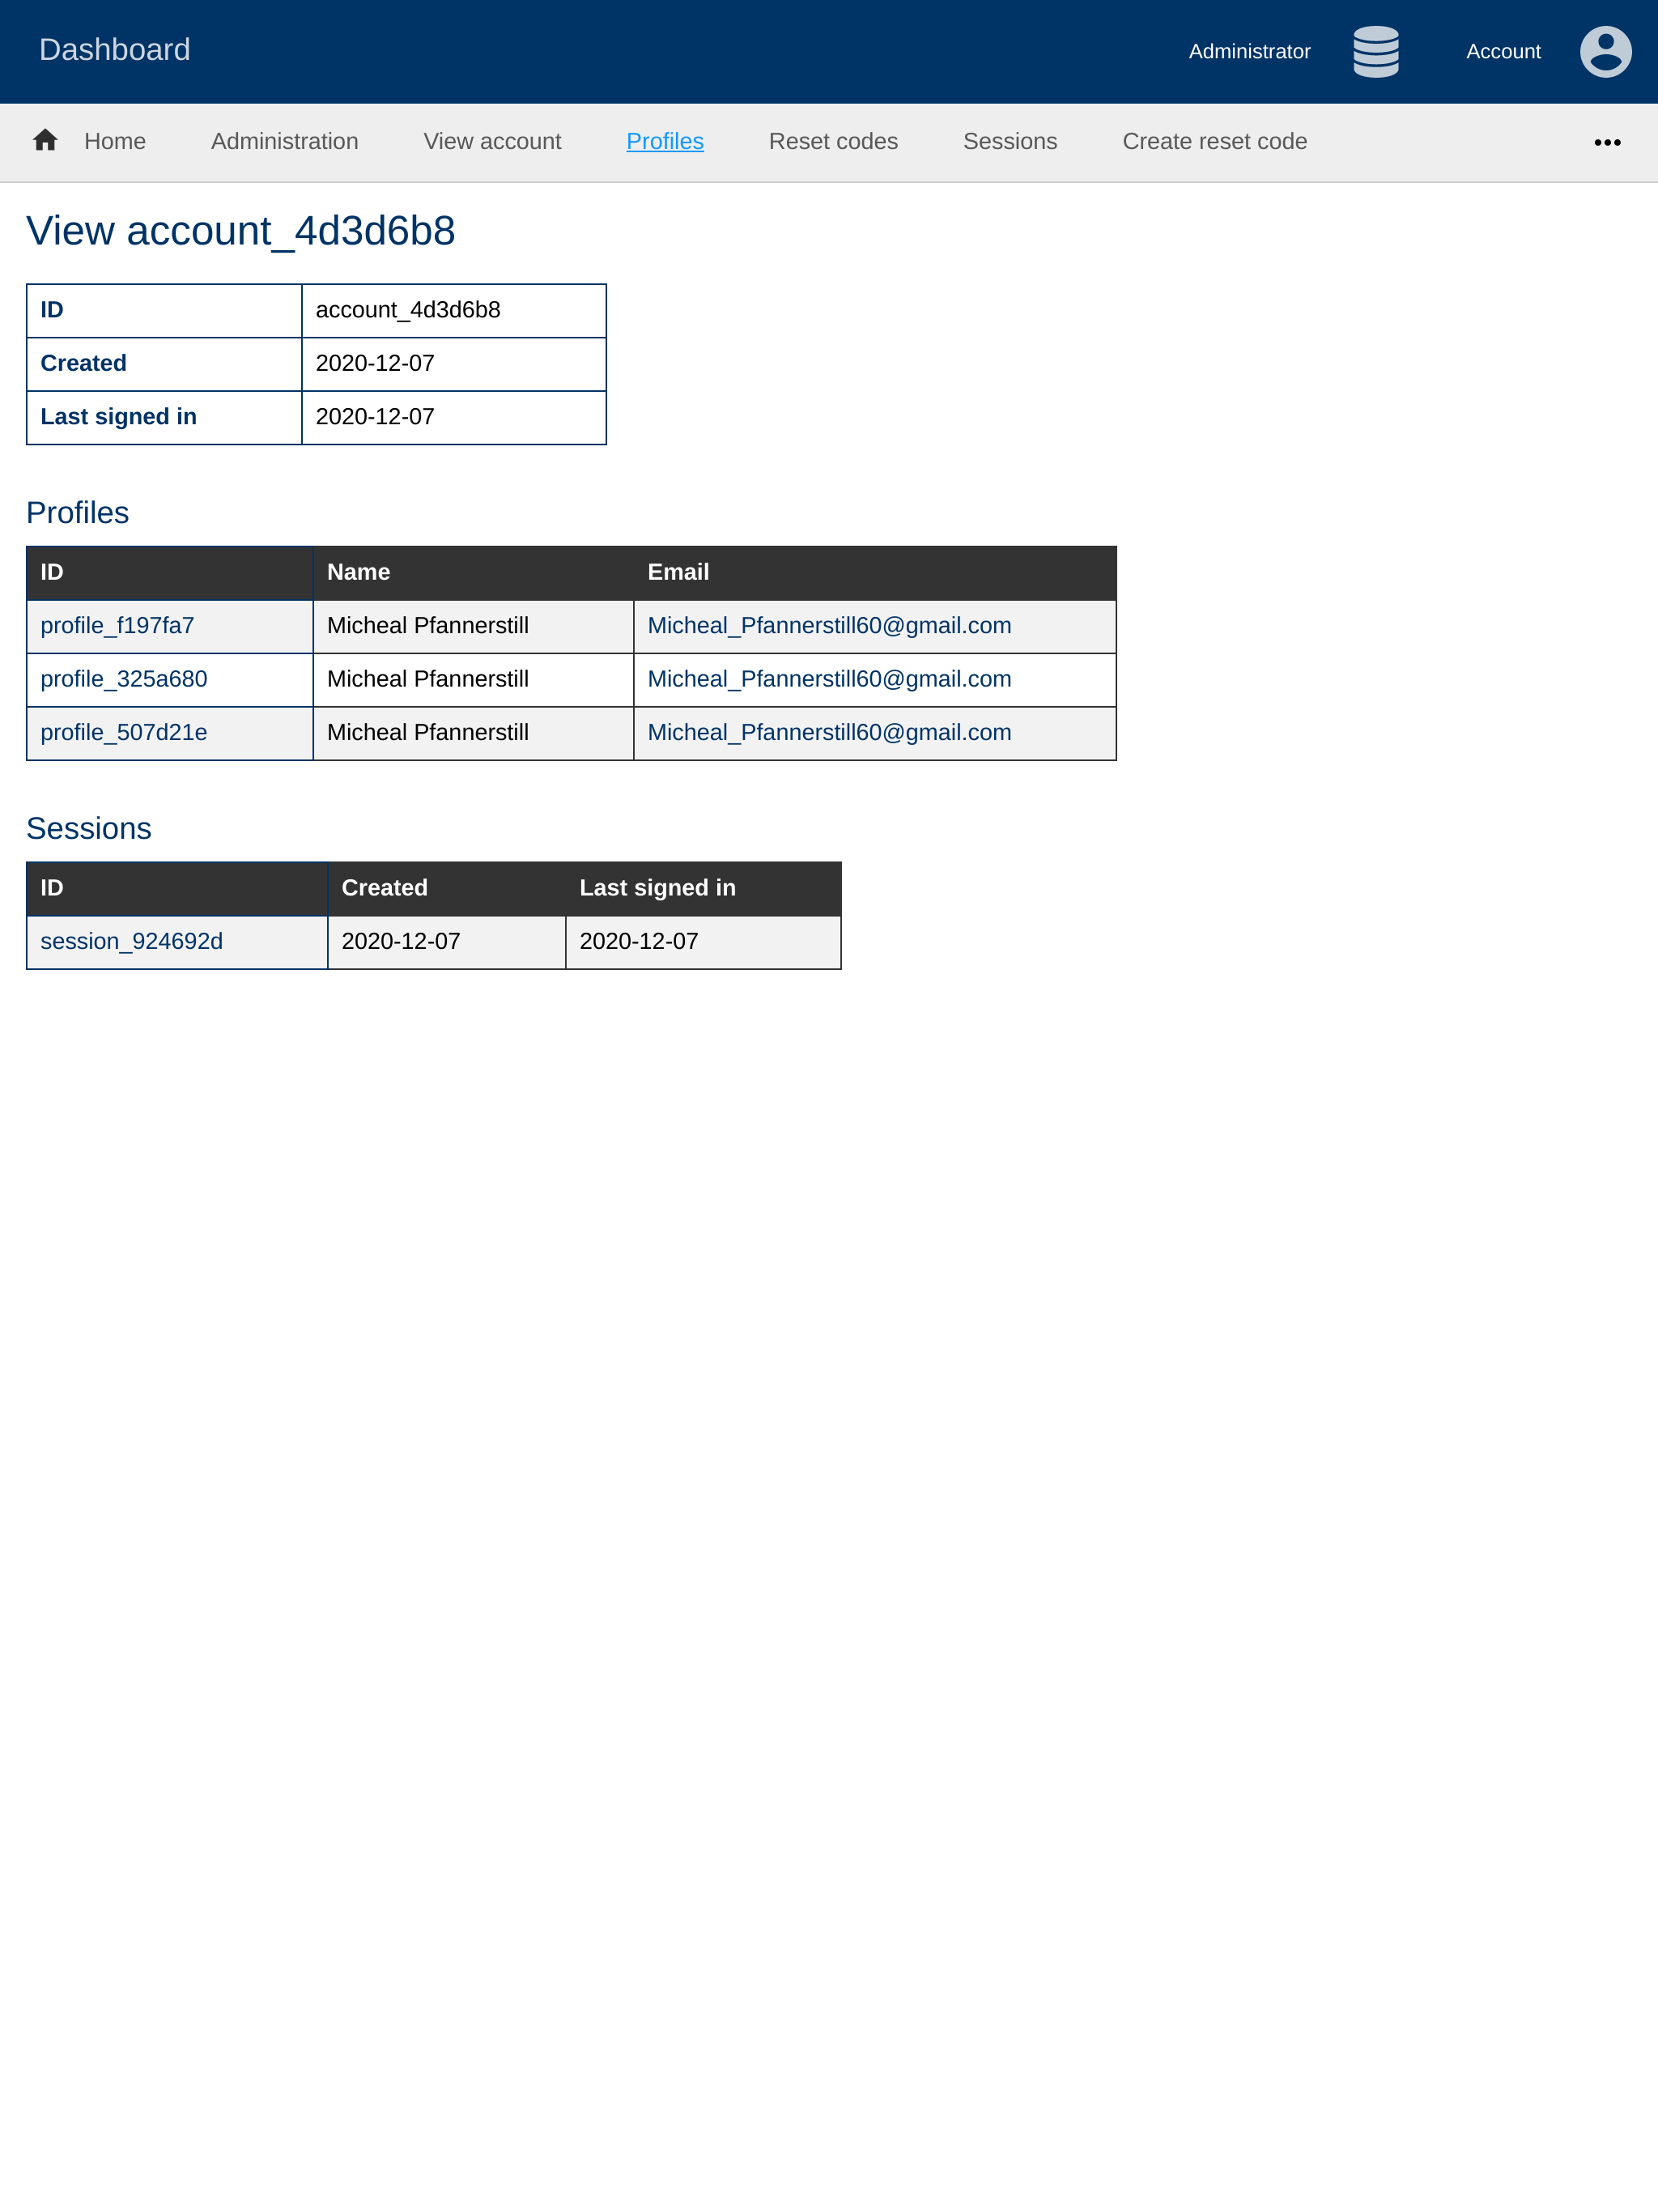 Dashboard
Administrator
Account
Home Administration View account Profiles Reset codes Sessions Create reset code
View account_4d3d6b8
ID account_4d3d6b8
Created 2020-12-07
Last signed in 2020-12-07
Profiles
ID Name Email
profile_f197fa7 Micheal Pfannerstill Micheal_Pfannerstill60@gmail.com
profile_325a680 Micheal Pfannerstill Micheal_Pfannerstill60@gmail.com
profile_507d21e Micheal Pfannerstill Micheal_Pfannerstill60@gmail.com
Sessions
ID Created Last signed in
session_924692d 2020-12-07 2020-12-07